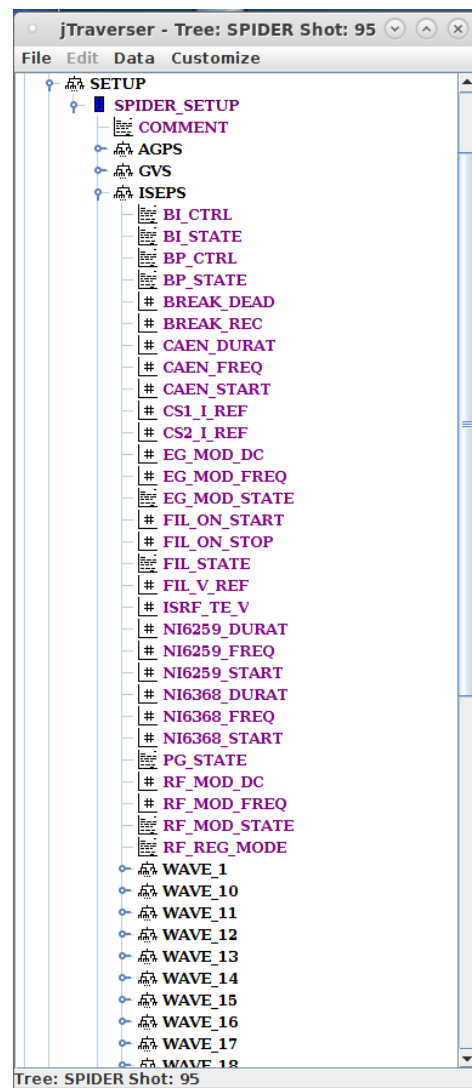 jTraverser - Tree: SPIDER Shot: 95
File Edit Data Customize
SETUP
SPIDER_SETUP
COMMENT
AGPS
GVS
ISEPS
BI_CTRL
BI_STATE
BP_CTRL
BP_STATE
BREAK_DEAD
BREAK_REC
CAEN_DURAT
CAEN_FREQ
CAEN_START
CS1_I_REF
CS2_I_REF
EG_MOD_DC
EG_MOD_FREQ
EG_MOD_STATE
FIL_ON_START
FIL_ON_STOP
FIL_STATE
FIL_V_REF
ISRF_TE_V
NI6259_DURAT
NI6259_FREQ
NI6259_START
NI6368_DURAT
NI6368_FREQ
NI6368_START
PG_STATE
RF_MOD_DC
RF_MOD_FREQ
RF_MOD_STATE
RF_REG_MODE
WAVE_1
WAVE_10
WAVE_11
WAVE_12
WAVE_13
WAVE_14
WAVE_15
WAVE_16
WAVE_17
WAVE_18
Tree: SPIDER Shot: 95